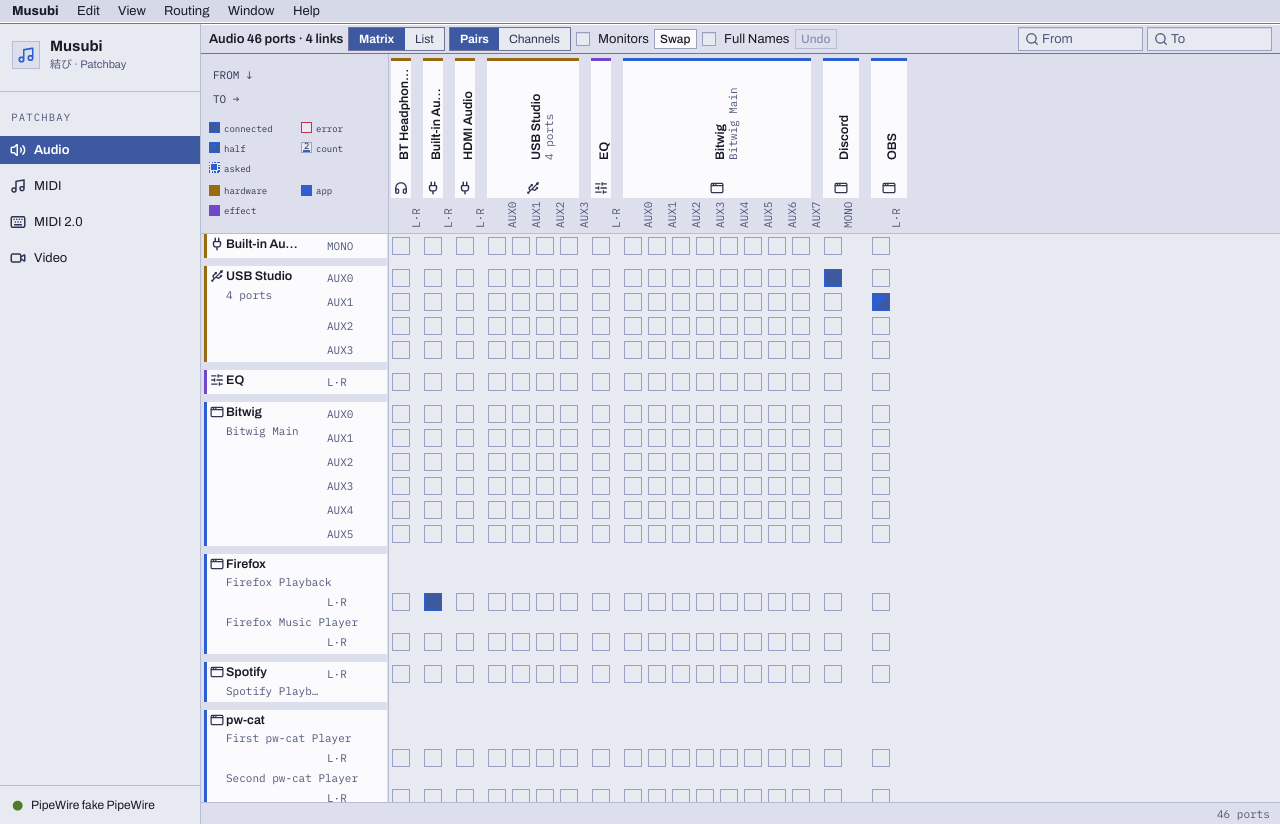 Musubi Edit View Routing Window Help
Musubi
結び · Patchbay
PATCHBAY
Audio
MIDI
MIDI 2.0
Video
PipeWire fake PipeWire
Audio 46 ports · 4 links Matrix List Pairs Channels Monitors Swap Full Names Undo From To
FROM ↓
TO →
connected error
half 2 count
asked
hardware app
effect
BT Headphon…
Built-in Au…
HDMI Audio
USB Studio
4 ports
EQ
Bitwig
Bitwig Main
Discord
OBS
L·R L·R L·R AUX0 AUX1 AUX2 AUX3 L·R AUX0 AUX1 AUX2 AUX3 AUX4 AUX5 AUX6 AUX7 MONO L·R
Built-in Au… MONO
USB Studio AUX0
4 ports
AUX1
AUX2
AUX3
EQ L·R
Bitwig AUX0
Bitwig Main
AUX1
AUX2
AUX3
AUX4
AUX5
Firefox
Firefox Playback
L·R
Firefox Music Player
L·R
Spotify L·R
Spotify Playb…
pw-cat
First pw-cat Player
L·R
Second pw-cat Player
L·R
46 ports